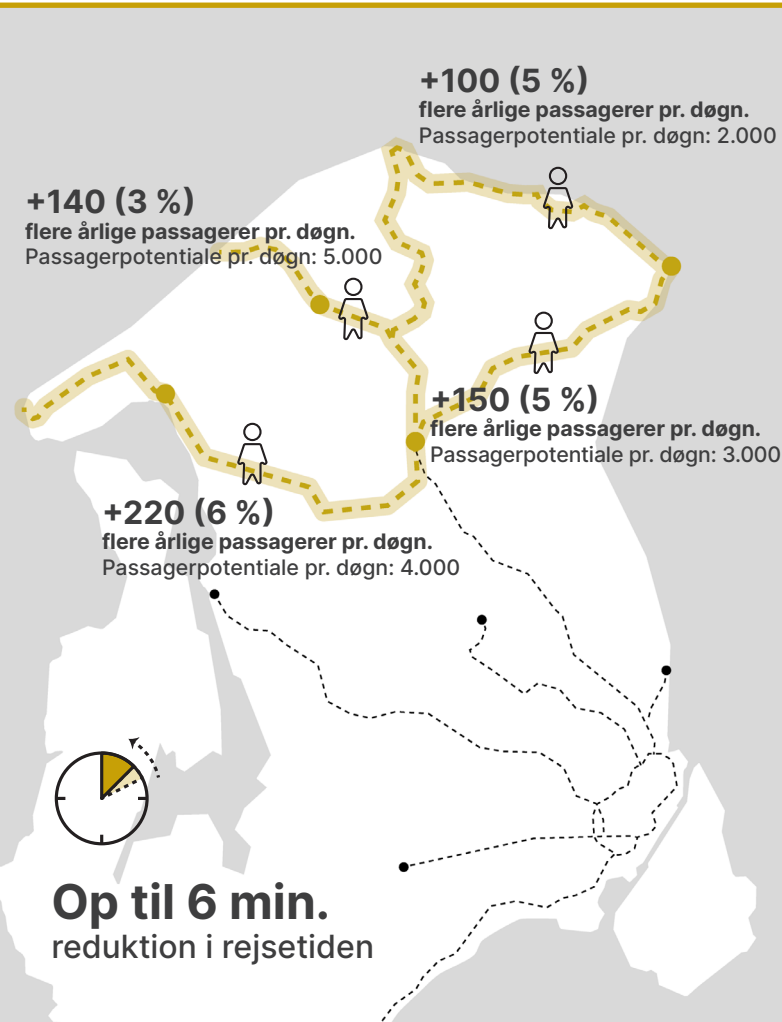 +100 (5 %)
flere årlige passagerer pr. døgn.
Passagerpotentiale pr. døgn: 2.000
+140 (3 %)
flere årlige passagerer pr. døgn.
Passagerpotentiale pr. døgn: 5.000
+150 (5 %)
flere årlige passagerer pr. døgn.
Passagerpotentiale pr. døgn: 3.000
+220 (6 %)
flere årlige passagerer pr. døgn.
Passagerpotentiale pr. døgn: 4.000
Op til 6 min.
reduktion i rejsetiden